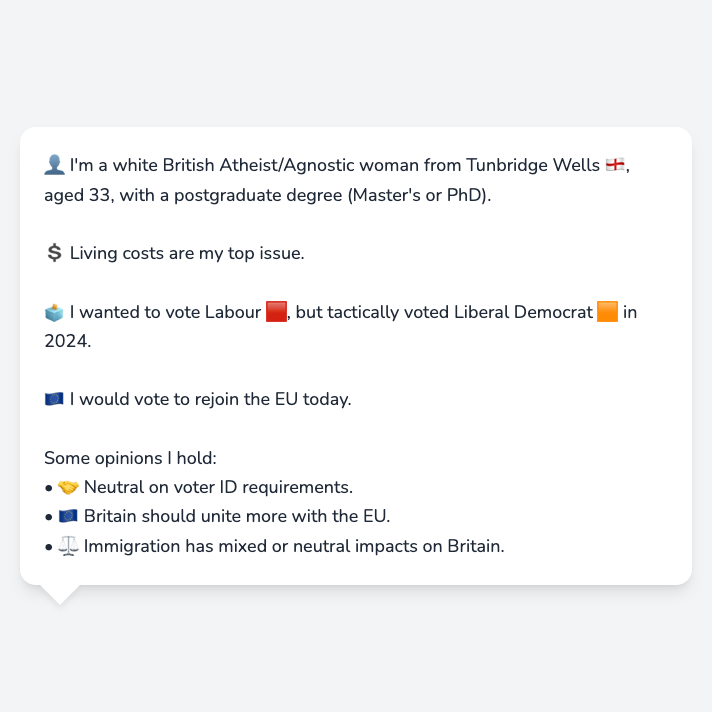 👤 I'm a white British Atheist/Agnostic woman from Tunbridge Wells 🏴󠁧󠁢󠁥󠁮󠁧󠁿,
aged 33, with a postgraduate degree (Master's or PhD).
💲 Living costs are my top issue.
🗳️ I wanted to vote Labour 🟥, but tactically voted Liberal Democrat 🟧 in
2024.
🇪🇺 I would vote to rejoin the EU today.
Some opinions I hold:
• 🤝 Neutral on voter ID requirements.
• 🇪🇺 Britain should unite more with the EU.
• ⚖️ Immigration has mixed or neutral impacts on Britain.